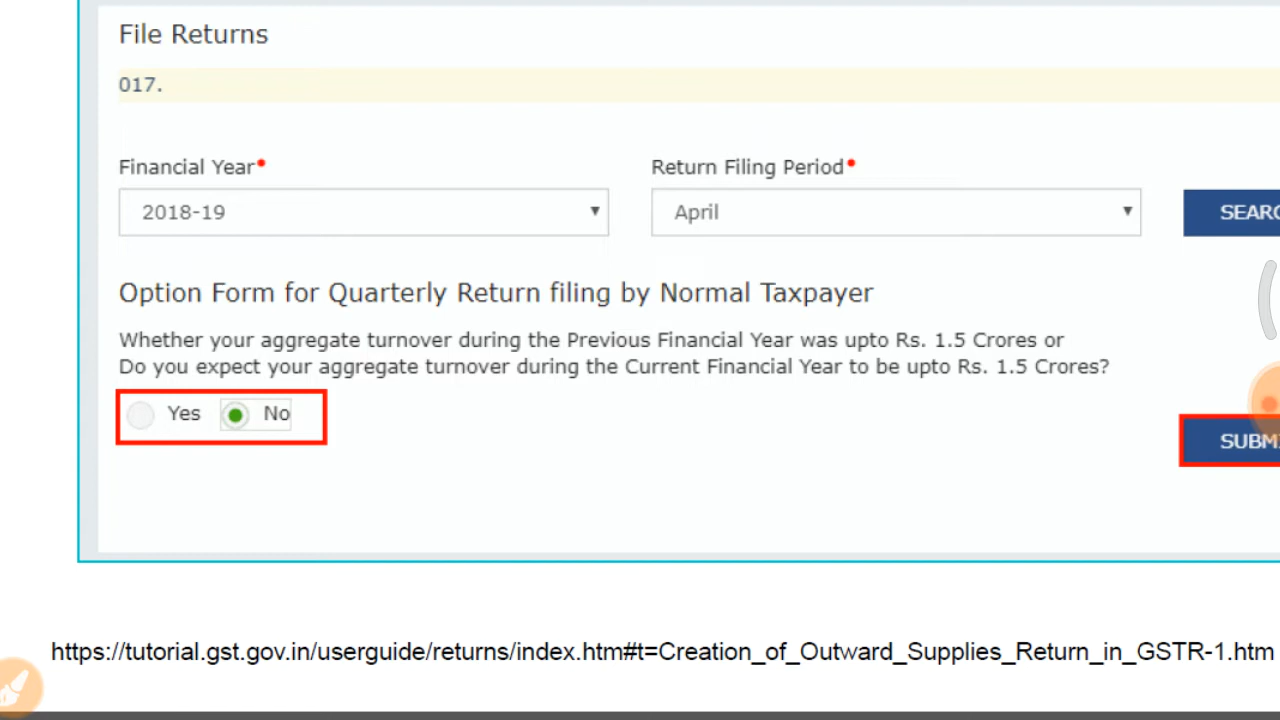 File Returns
017.
Financial Year• Return Filing Period•
2018-19 April
Option Form for Quarterly Return filing by Normal Taxpayer
Whether your aggregate turnover during the Previous Financial Year was upto Rs. 1.5 Crores or
Do you expect your aggregate turnover during the Current Financial Year to be upto Rs. 1.5 Crores?
Yes No
https://tutorial.gst.gov.in/userguide/returns/index.htm#t=Creation_of_Outward_Supplies_Return_in_GSTR-1.htm